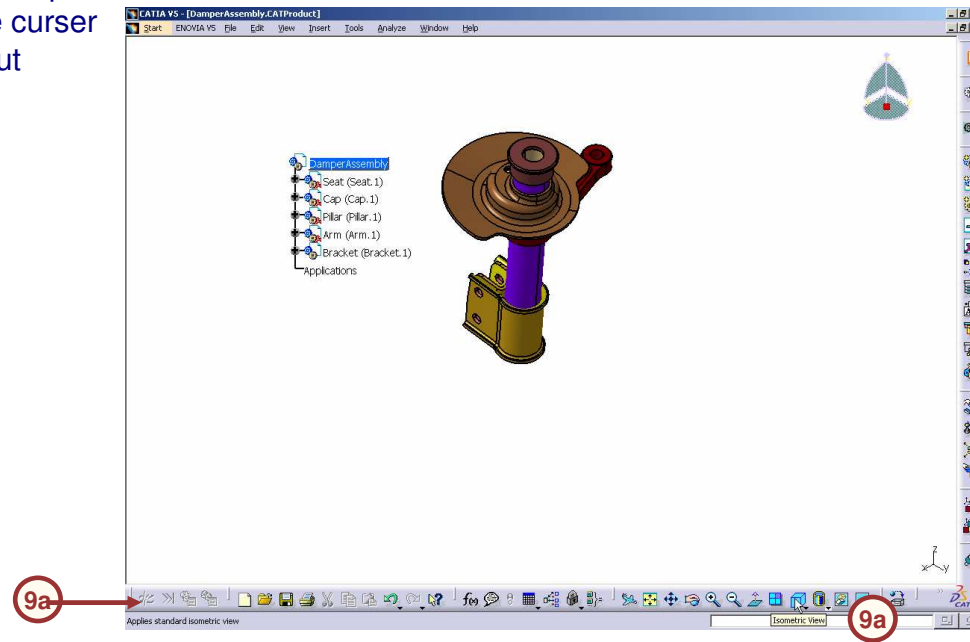 e curser
ut
CATIA V5 - [DamperAssembly.CATProduct]
Start ENOVIA V5 File Edit View Insert Tools Analyze Window Help
DamperAssembly
Seat (Seat.1)
Cap (Cap.1)
Pillar (Pillar.1)
Arm (Arm.1)
Bracket (Bracket.1)
Applications
z
y
9a
f(x)
Isometric View
9a
CAT
Applies standard isometric view